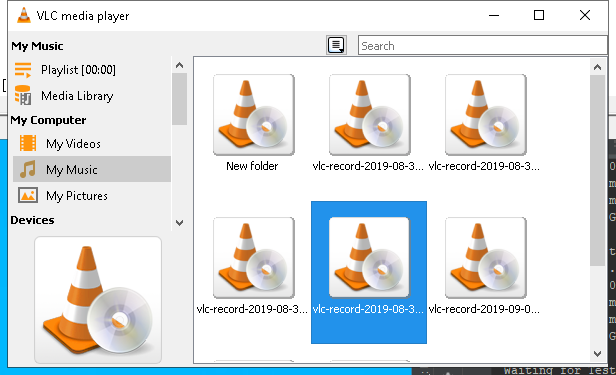 VLC media player
My Music
Search
Playlist [00:00]
Media Library
My Computer
My Videos
My Music
My Pictures
Devices
New folder
vlc-record-2019-08-3...
vlc-record-2019-08-3...
vlc-record-2019-08-3...
vlc-record-2019-08-3...
vlc-record-2019-09-0...
Waiting for